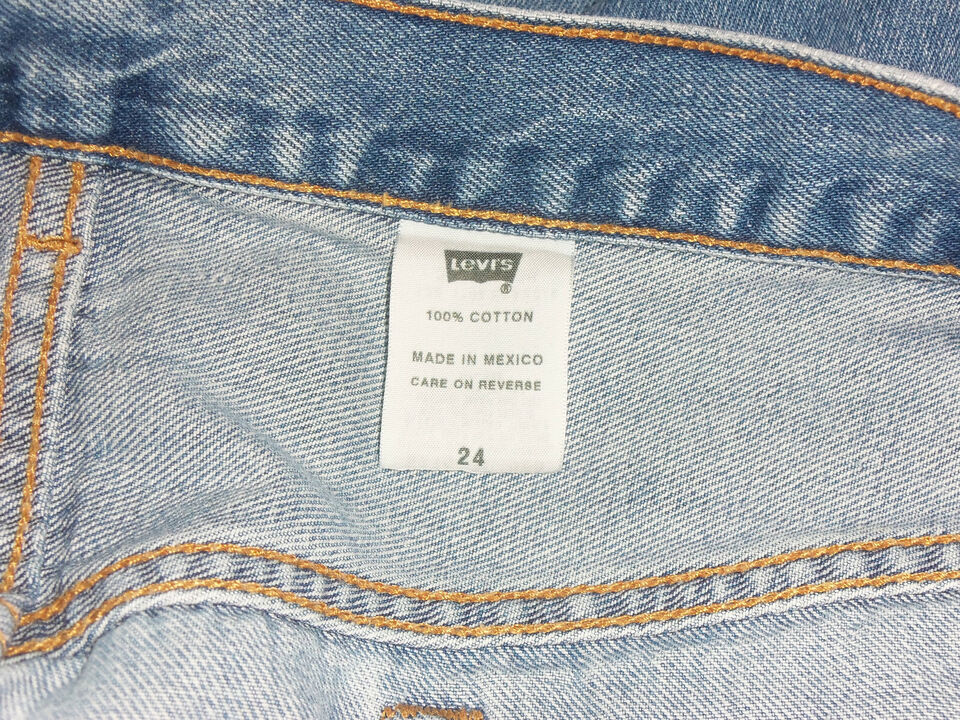 Levi's
®
100% COTTON
MADE IN MEXICO
CARE ON REVERSE
24